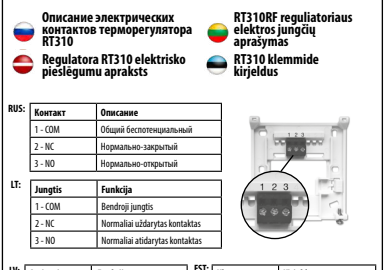 Описание электрических
контактов терморегулятора
RT310
RT310RF reguliatoriaus
elektros jungčių
aprašymas
Regulatora RT310 elektrisko
pieslēgumu apraksts
RT310 klemmide
kirjeldus
RUS:
Контакт Описание
1 - COM Общий беспотенциальный
2 - NC Нормально-закрытый
3 - NO Нормально-открытый
LT:
Jungtis Funkcija
1 - COM Bendroji jungtis
2 - NC Normaliai uždarytas kontaktas
3 - NO Normaliai atidarytas kontaktas
1 2 3
1 2 3
LV:
EST: